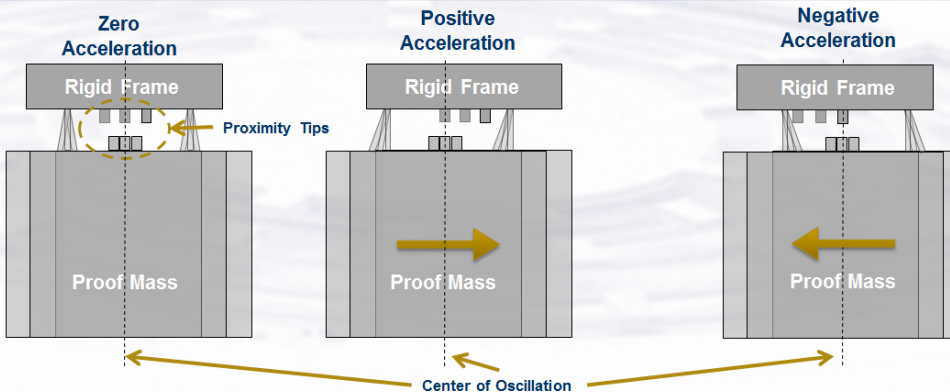 Zero
Acceleration
Positive
Acceleration
Negative
Acceleration
Rigid Frame
Rigid Frame
Rigid Frame
Proximity Tips
Proof Mass
Proof Mass
Proof Mass
Center of Oscillation